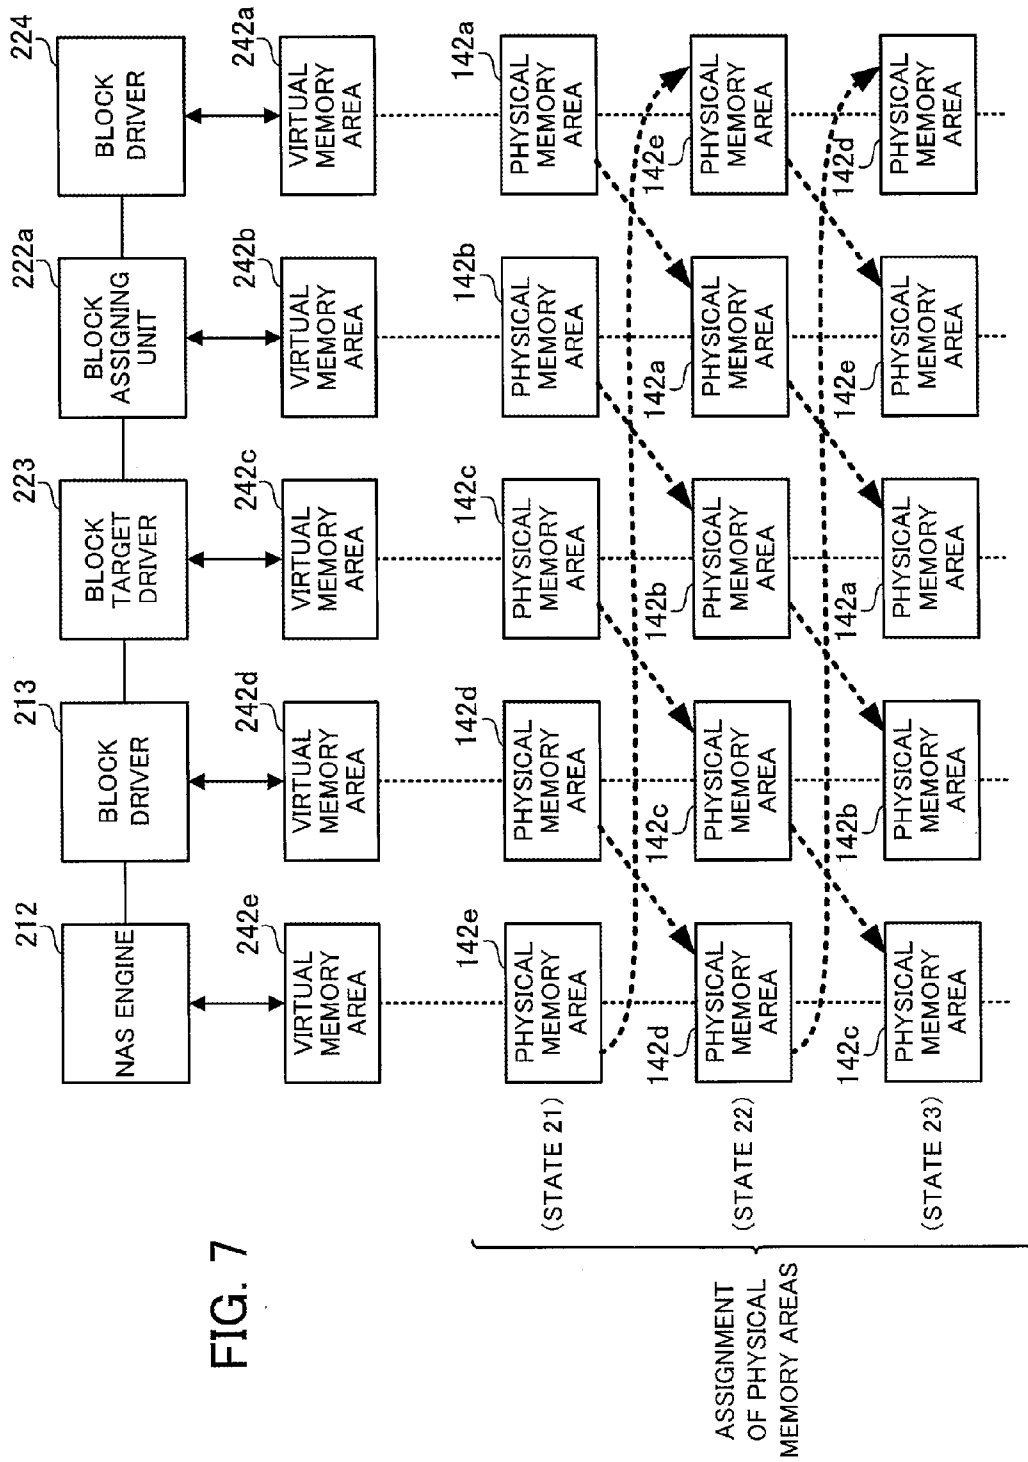 FIG. 7
212
NAS ENGINE
213
BLOCK
DRIVER
223
BLOCK
TARGET
DRIVER
222a
BLOCK
ASSIGNING
UNIT
224
BLOCK
DRIVER
242e
VIRTUAL
MEMORY
AREA
242d
VIRTUAL
MEMORY
AREA
242c
VIRTUAL
MEMORY
AREA
242b
VIRTUAL
MEMORY
AREA
242a
VIRTUAL
MEMORY
AREA
ASSIGNMENT
OF PHYSICAL
MEMORY AREAS
(STATE 21)
142e
PHYSICAL
MEMORY
AREA
142d
PHYSICAL
MEMORY
AREA
142c
PHYSICAL
MEMORY
AREA
142b
PHYSICAL
MEMORY
AREA
142a
PHYSICAL
MEMORY
AREA
(STATE 22)
142d
PHYSICAL
MEMORY
AREA
142c
PHYSICAL
MEMORY
AREA
142b
PHYSICAL
MEMORY
AREA
142a
PHYSICAL
MEMORY
AREA
142e
PHYSICAL
MEMORY
AREA
(STATE 23)
142c
PHYSICAL
MEMORY
AREA
142b
PHYSICAL
MEMORY
AREA
142a
PHYSICAL
MEMORY
AREA
142e
PHYSICAL
MEMORY
AREA
142d
PHYSICAL
MEMORY
AREA